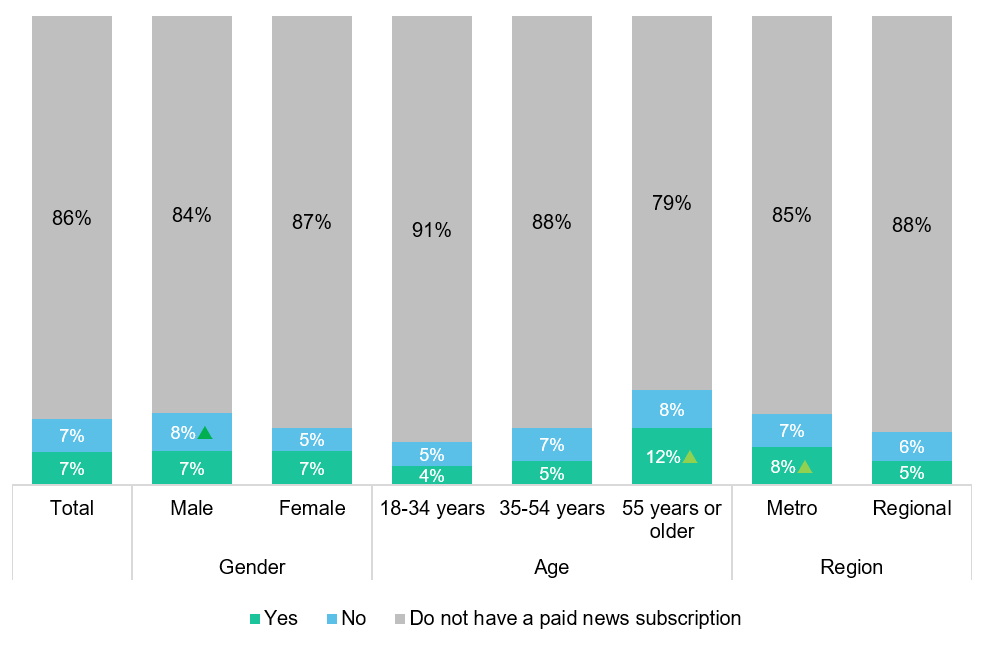 86% 84% 87% 91% 88% 79% 85% 88%
7% 8% 5% 5% 7% 8% 7% 6%
7% 7% 7% 4% 5% 12% 8% 5%
Total Male Female 18-34 years 35-54 years 55 years or older Metro Regional
Gender Age Region
Yes No Do not have a paid news subscription